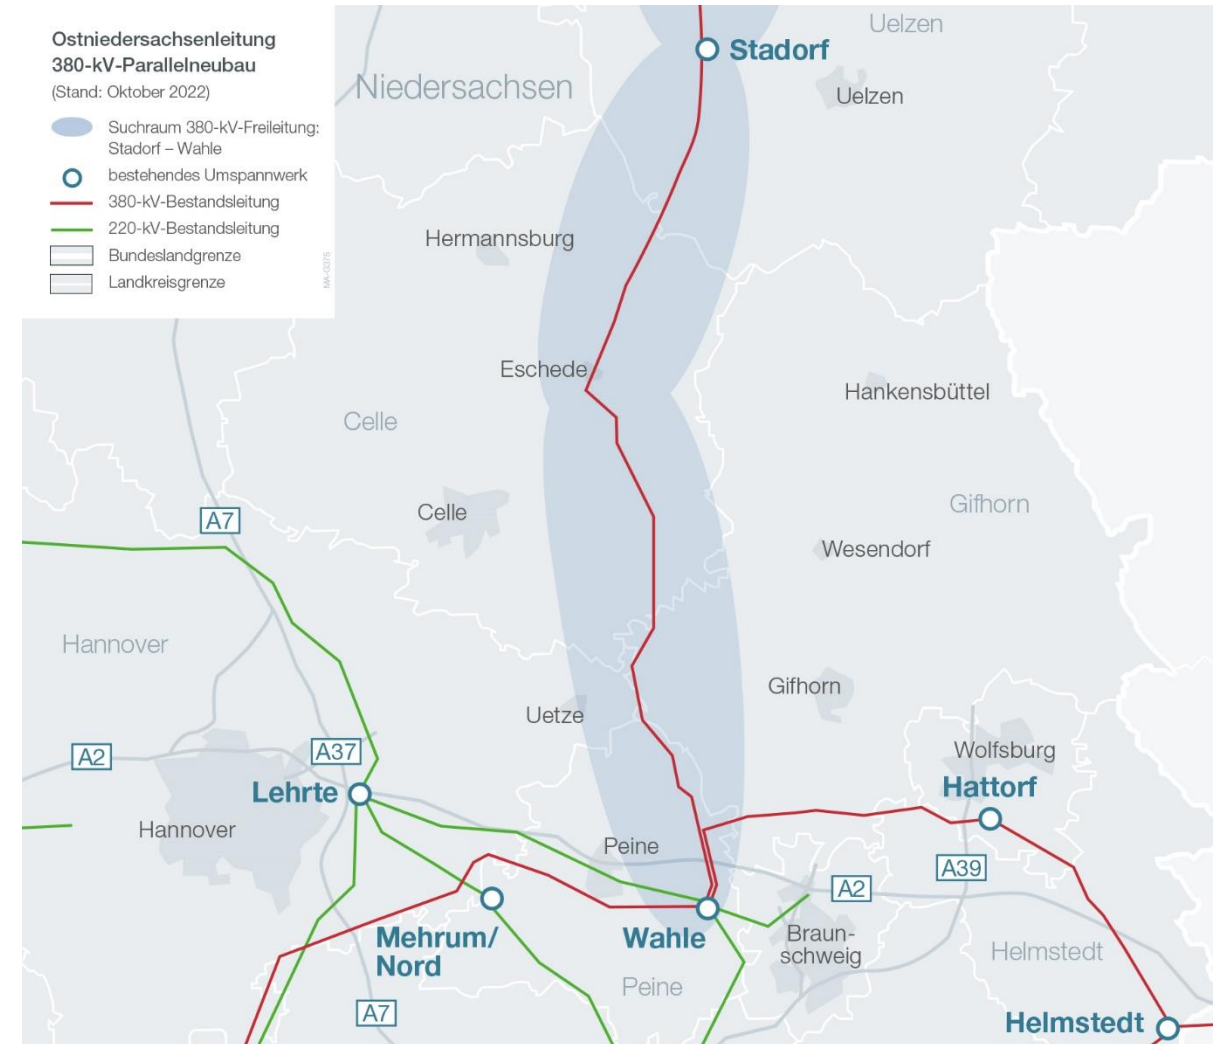 Ostniedersachsenleitung
380-kV-Parallelneubau
(Stand: Oktober 2022)
Suchraum 380-kV-Freileitung:
Stadorf – Wahle
bestehendes Umspannwerk
380-kV-Bestandsleitung
220-kV-Bestandsleitung
Bundeslandgrenze
Landkreisgrenze
MA-0376
Uelzen
Stadorf
Niedersachsen
Uelzen
Hermannsburg
Eschede
Hankensbüttel
Celle
Gifhorn
Celle
A7
Wesendorf
Hannover
Gifhorn
Uetze
A2
A37
Wolfsburg
Lehrte
Hattorf
Hannover
Peine
A39
A2
Mehrum/
Nord
Wahle
Braun-
schweig
Helmstedt
Peine
A7
Helmstedt